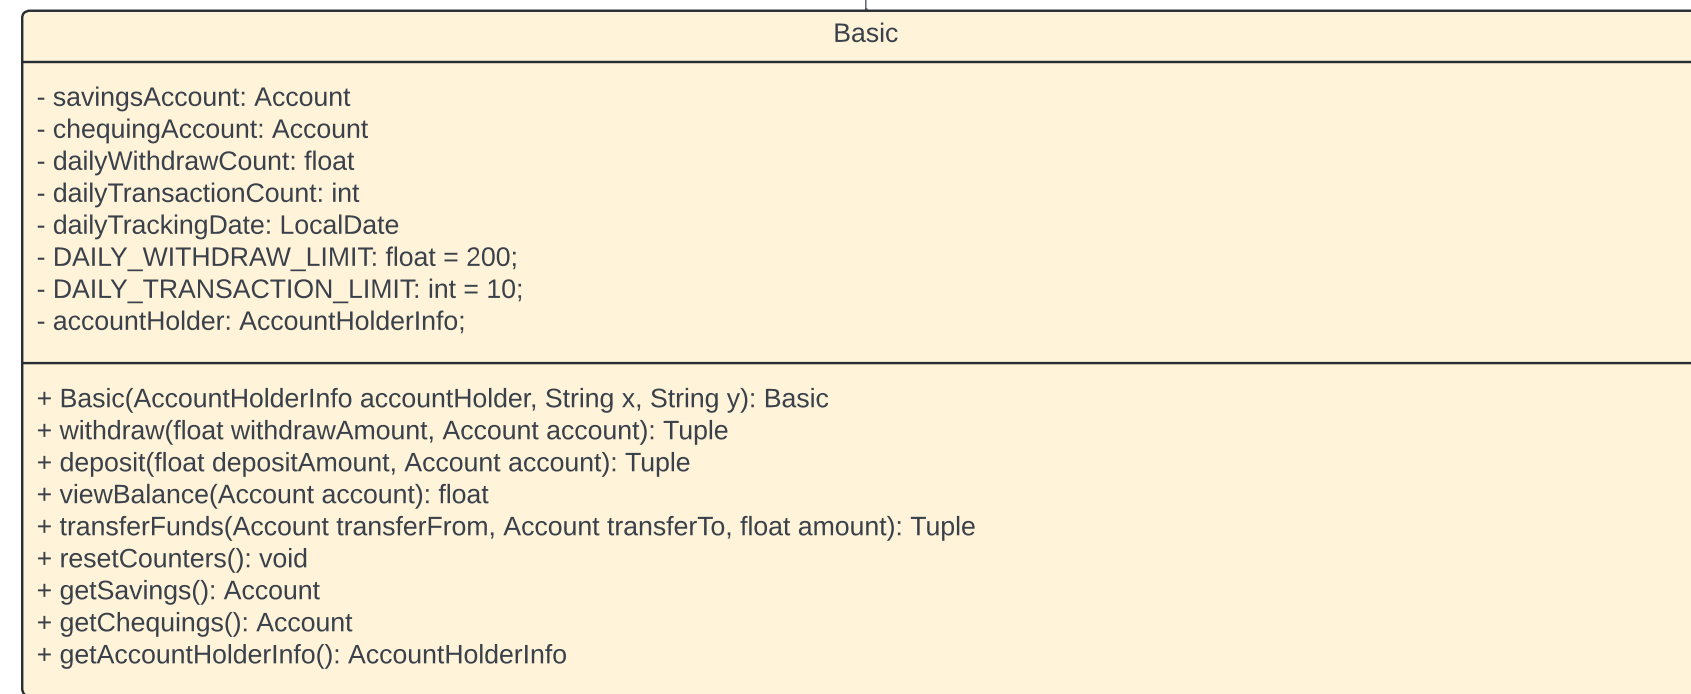 Basic
- savingsAccount: Account
- chequingAccount: Account
- dailyWithdrawCount: float
- dailyTransactionCount: int
- dailyTrackingDate: LocalDate
- DAILY_WITHDRAW_LIMIT: float = 200;
- DAILY_TRANSACTION_LIMIT: int = 10;
- accountHolder: AccountHolderInfo;
+ Basic(AccountHolderInfo accountHolder, String x, String y): Basic
+ withdraw(float withdrawAmount, Account account): Tuple
+ deposit(float depositAmount, Account account): Tuple
+ viewBalance(Account account): float
+ transferFunds(Account transferFrom, Account transferTo, float amount): Tuple
+ resetCounters(): void
+ getSavings(): Account
+ getChequings(): Account
+ getAccountHolderInfo(): AccountHolderInfo